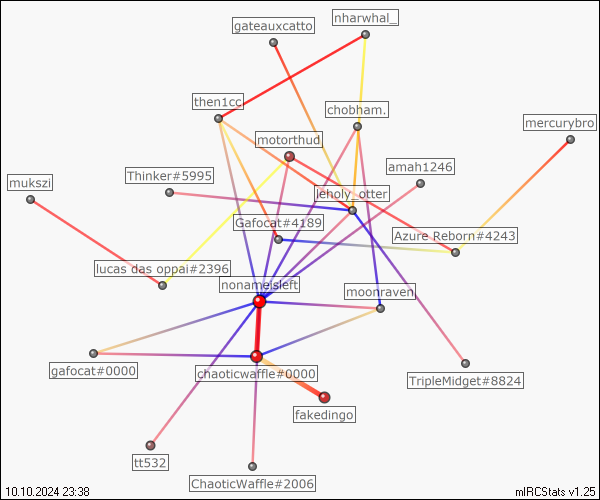 nharwhal_
gateauxcatto
then1cc
chobham.
mercurybro
motorthud
amah1246
Thinker#5995
mukszi
jeholy_otter
Gafocat#4189
Azure Reborn#4243
lucas das oppai#2396
nonameisleft
moonraven
gafocat#0000
chaoticwaffle#0000
TripleMidget#8824
fakedingo
tt532
ChaoticWaffle#2006
10.10.2024 23:38
mIRCStats v1.25